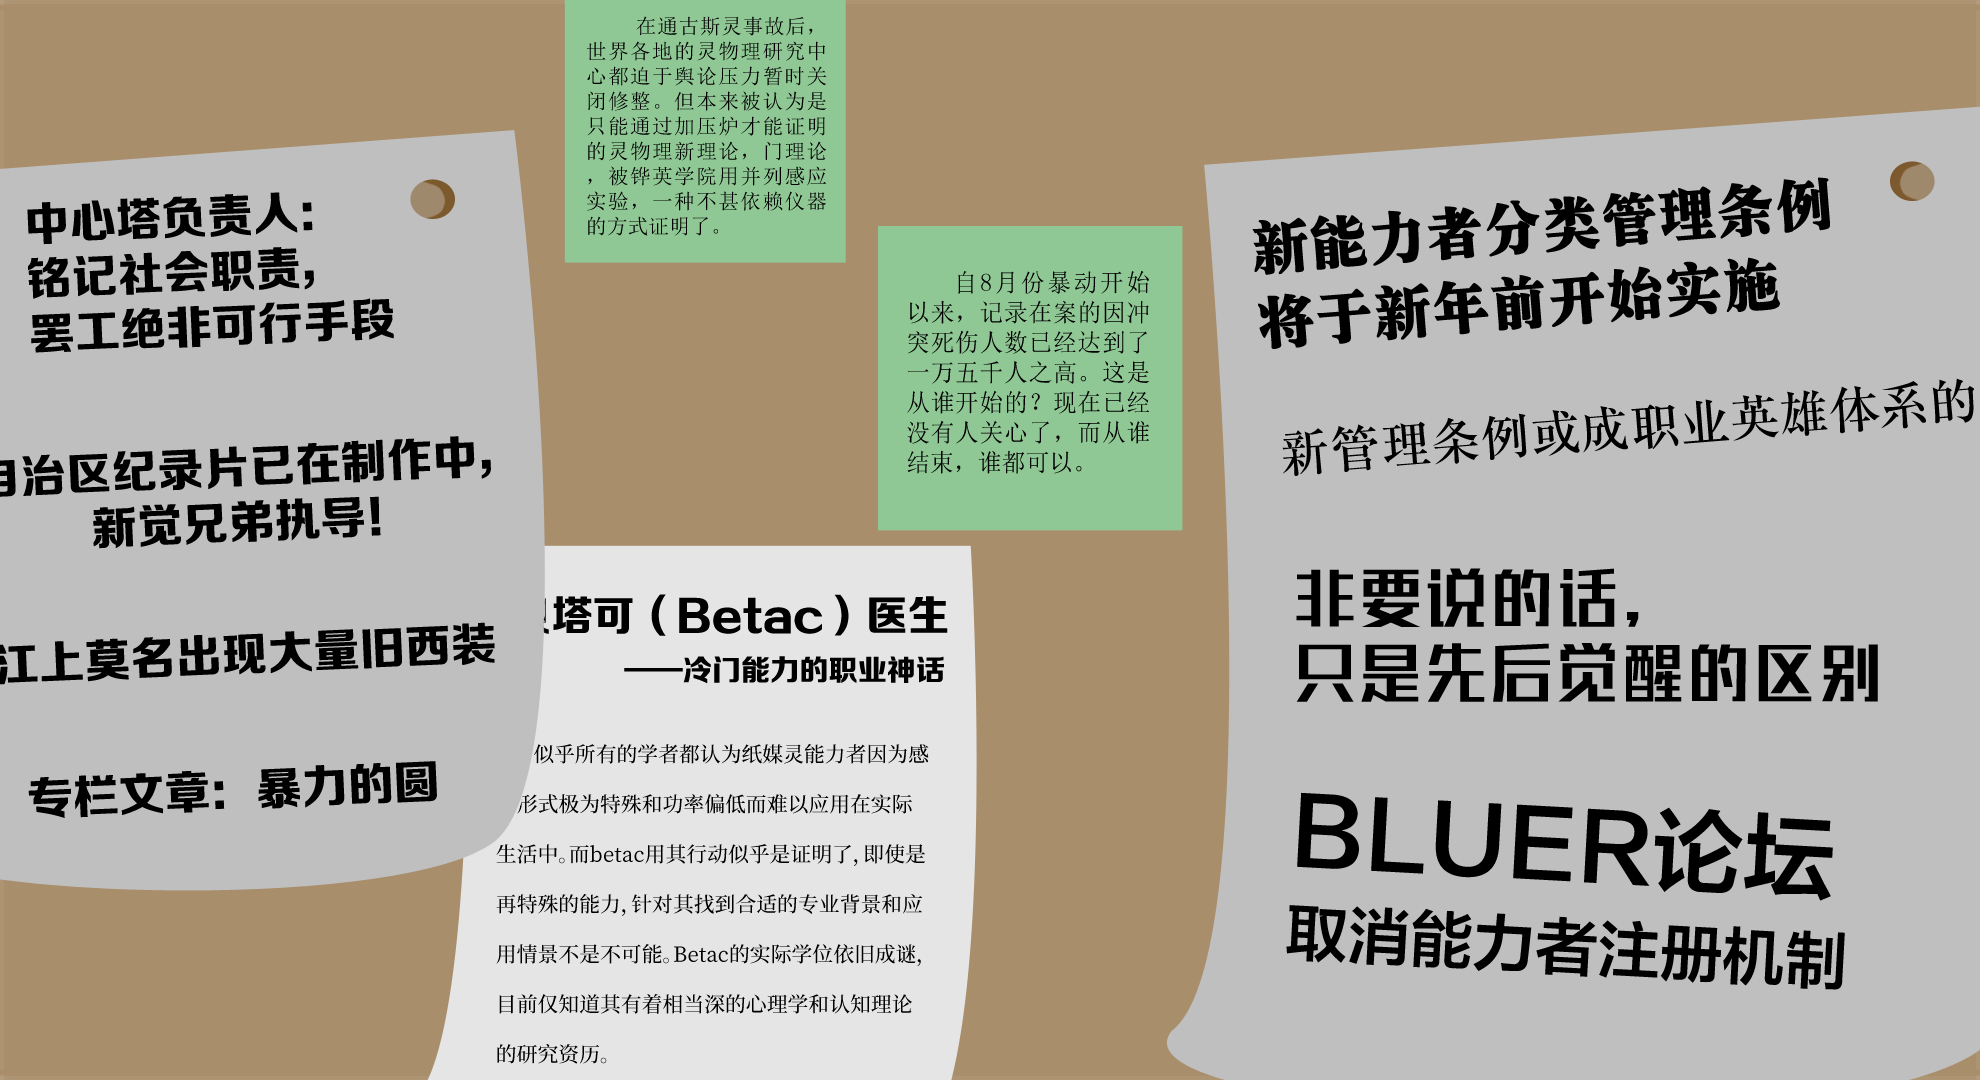 中心塔负责人:
铭记社会职责,
罢工绝非可行手段
自治区纪录片已在制作中,
新觉兄弟执导!
江上莫名出现大量旧西装
专栏文章: 暴力的圆
在通古斯灵事故后，
世界各地的灵物理研究中
心都迫于舆论压力暂时关
闭修整。但本来被认为是
只能通过加压炉才能证明
的灵物理新理论，门理论
，被铧英学院用并列感应
实验，一种不甚依赖仪器
的方式证明了。
自8月份暴动开始
以来，记录在案的因冲
突死伤人数已经达到了
一万五千人之高。这是
从谁开始的？现在已经
没有人关心了，而从谁
结束，谁都可以。
塔可（Betac）医生
——冷门能力的职业神话
似乎所有的学者都认为纸媒灵能力者因为感
形式极为特殊和功率偏低而难以应用在实际
生活中。而betac用其行动似乎是证明了，即使是
再特殊的能力，针对其找到合适的专业背景和应
用情景不是不可能。Betac的实际学位依旧成谜，
目前仅知道其有着相当深的心理学和认知理论
的研究资历。
新能力者分类管理条例
将于新年前开始实施
新管理条例或成职业英雄体系的
非要说的话,
只是先后觉醒的区别
BLUER论坛
取消能力者注册机制